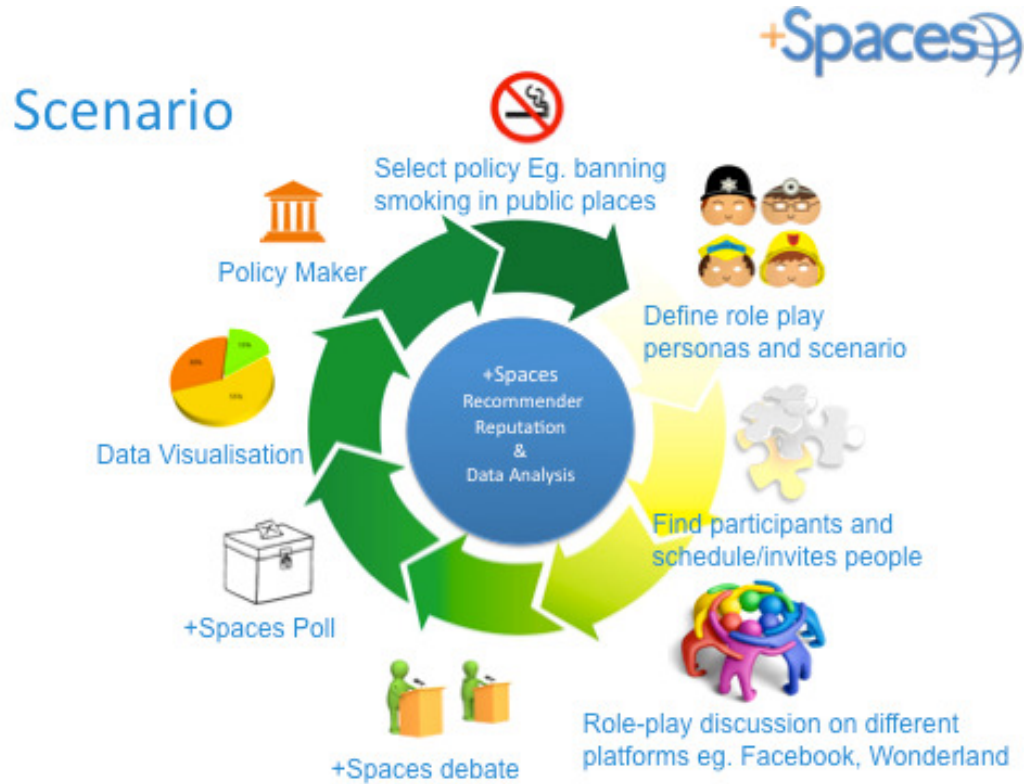 +Spaces
Scenario
Select policy Eg. banning
smoking in public places
Define role play
personas and scenario
Find participants and
schedule/invites people
Role-play discussion on different
platforms eg. Facebook, Wonderland
+Spaces debate
+Spaces Poll
Data Visualisation
Policy Maker
+Spaces
Recommender
Reputation
&
Data Analysis